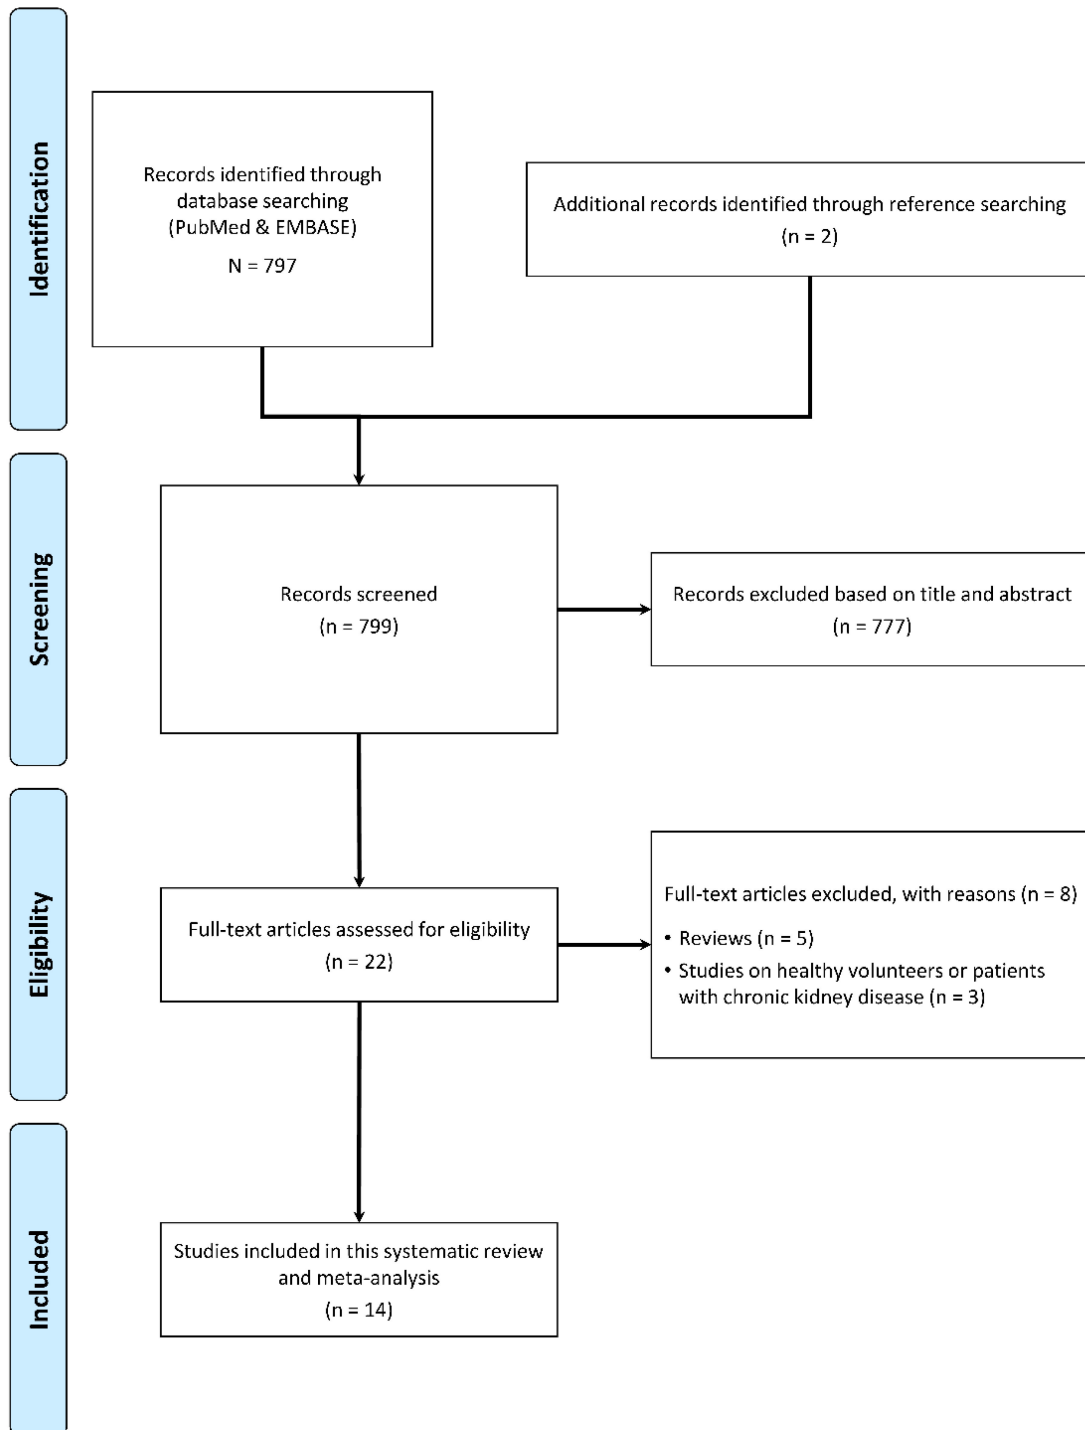 Identification
Records identified through
database searching
(PubMed & EMBASE)
N = 797
Additional records identified through reference searching
(n = 2)
Screening
Records screened
(n = 799)
Records excluded based on title and abstract
(n = 777)
Eligibility
Full-text articles assessed for eligibility
(n = 22)
Full-text articles excluded, with reasons (n = 8)
• Reviews (n = 5)
• Studies on healthy volunteers or patients
with chronic kidney disease (n = 3)
Included
Studies included in this systematic review
and meta-analysis
(n = 14)